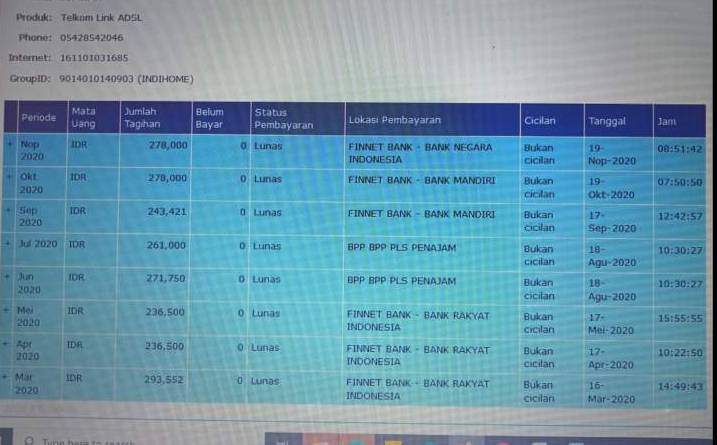 Produk: Telkom Link ADSL
Phone: 05428542046
Internet: 161101031685
GroupID: 9014010140903 (INDIHOME)
Periode Mata Uang Jumlah Tagihan Belum Bayar Status Pembayaran Lokasi Pembayaran Cicilan Tanggal Jam
+ Nop 2020 IDR 278,000 0 Lunas FINNET BANK - BANK NEGARA INDONESIA Bukan cicilan 19-Nop-2020 08:51:42
+ Okt 2020 IDR 278,000 0 Lunas FINNET BANK - BANK MANDIRI Bukan cicilan 19-Okt-2020 07:50:50
+ Sep 2020 IDR 243,421 0 Lunas FINNET BANK - BANK MANDIRI Bukan cicilan 17-Sep-2020 12:42:57
+ Jul 2020 IDR 261,000 0 Lunas BPP BPP PLS PENAJAM Bukan cicilan 18-Agu-2020 10:30:27
+ Jun 2020 IDR 271,750 0 Lunas BPP BPP PLS PENAJAM Bukan cicilan 18-Agu-2020 10:30:27
+ Mei 2020 IDR 236,500 0 Lunas FINNET BANK - BANK RAKYAT INDONESIA Bukan cicilan 17-Mei-2020 15:55:55
+ Apr 2020 IDR 236,500 0 Lunas FINNET BANK - BANK RAKYAT INDONESIA Bukan cicilan 17-Apr-2020 10:22:50
+ Mar 2020 IDR 293,552 0 Lunas FINNET BANK - BANK RAKYAT INDONESIA Bukan cicilan 16-Mar-2020 14:49:43
Type here to search